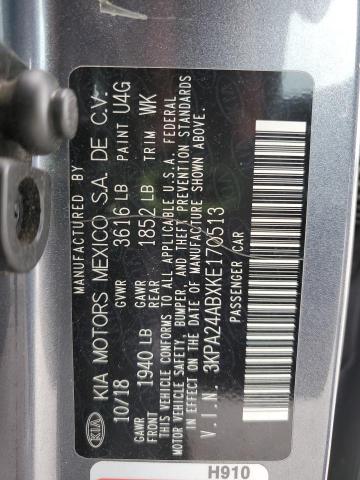 MANUFACTURED BY
KIA KIA MOTORS MEXICO S.A. DE C.V.
10/18 GVWR 3616 LB PAINT U4G
1940 LB GAWR REAR 1852 LB TRIM WK
THIS VEHICLE CONFORMS TO ALL APPLICABLE U.S.A. FEDERAL
MOTOR VEHICLE SAFETY, BUMPER, AND THEFT PREVENTION STANDARDS
IN EFFECT ON THE DATE OF MANUFACTURE SHOWN ABOVE.
V.I.N. 3KPA24ABXKE170513
PASSENGER CAR
H910